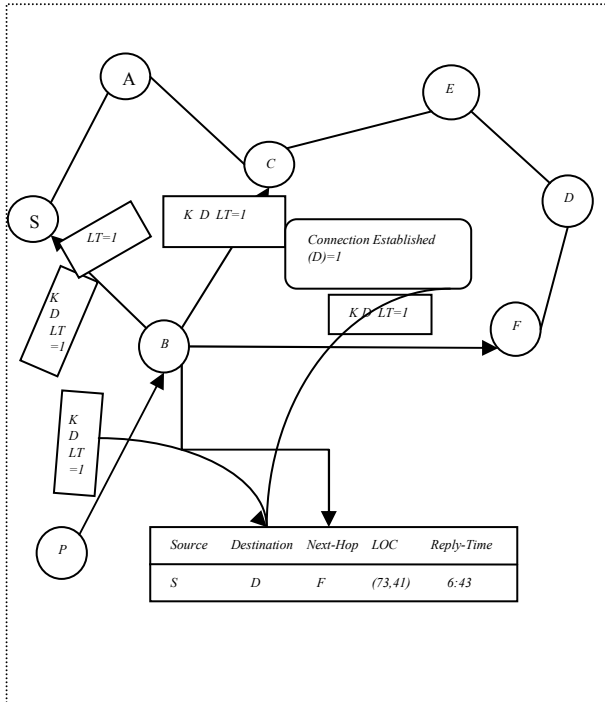 A
E
C
D
S
K D LT=1
LT=1
Connection Established
(D)=1
K
D
LT
=1
K D LT=1
F
B
K
D
LT
=1
P
Source Destination Next-Hop LOC Reply-Time
S D F (73,41) 6:43